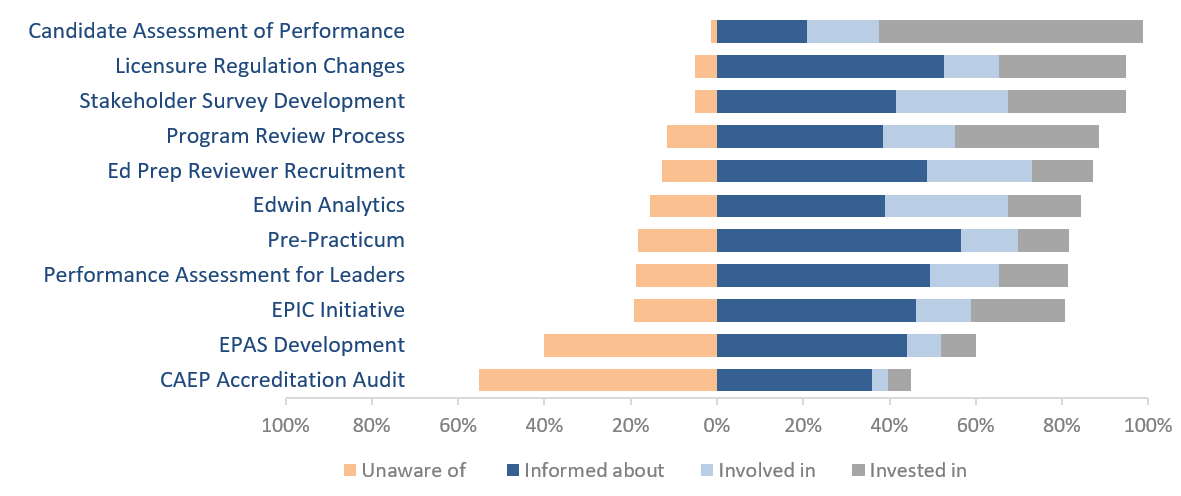 Candidate Assessment of Performance
Licensure Regulation Changes
Stakeholder Survey Development
Program Review Process
Ed Prep Reviewer Recruitment
Edwin Analytics
Pre-Practicum
Performance Assessment for Leaders
EPIC Initiative
EPAS Development
CAEP Accreditation Audit
100% 80% 60% 40% 20% 0% 20% 40% 60% 80% 100%
Unaware of Informed about Involved in Invested in